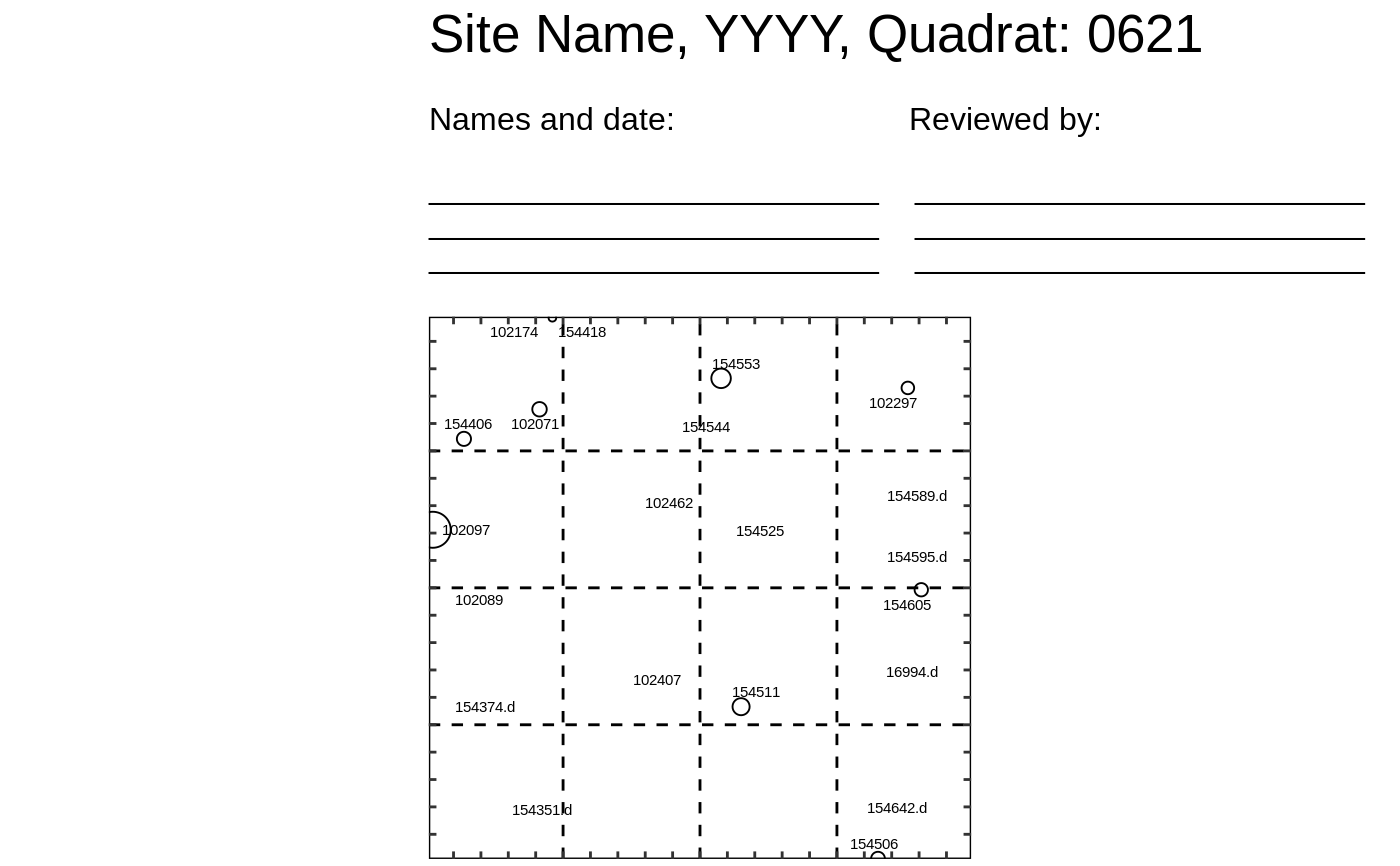 Site Name, YYYY, Quadrat: 0621
Names and date: Reviewed by:
102174 154418
154553
102297
154406 102071 154544
154589.d
102462
102097 154525
154595.d
102089 154605
16994.d
102407
154511
154374.d
154351.d 154642.d
154506